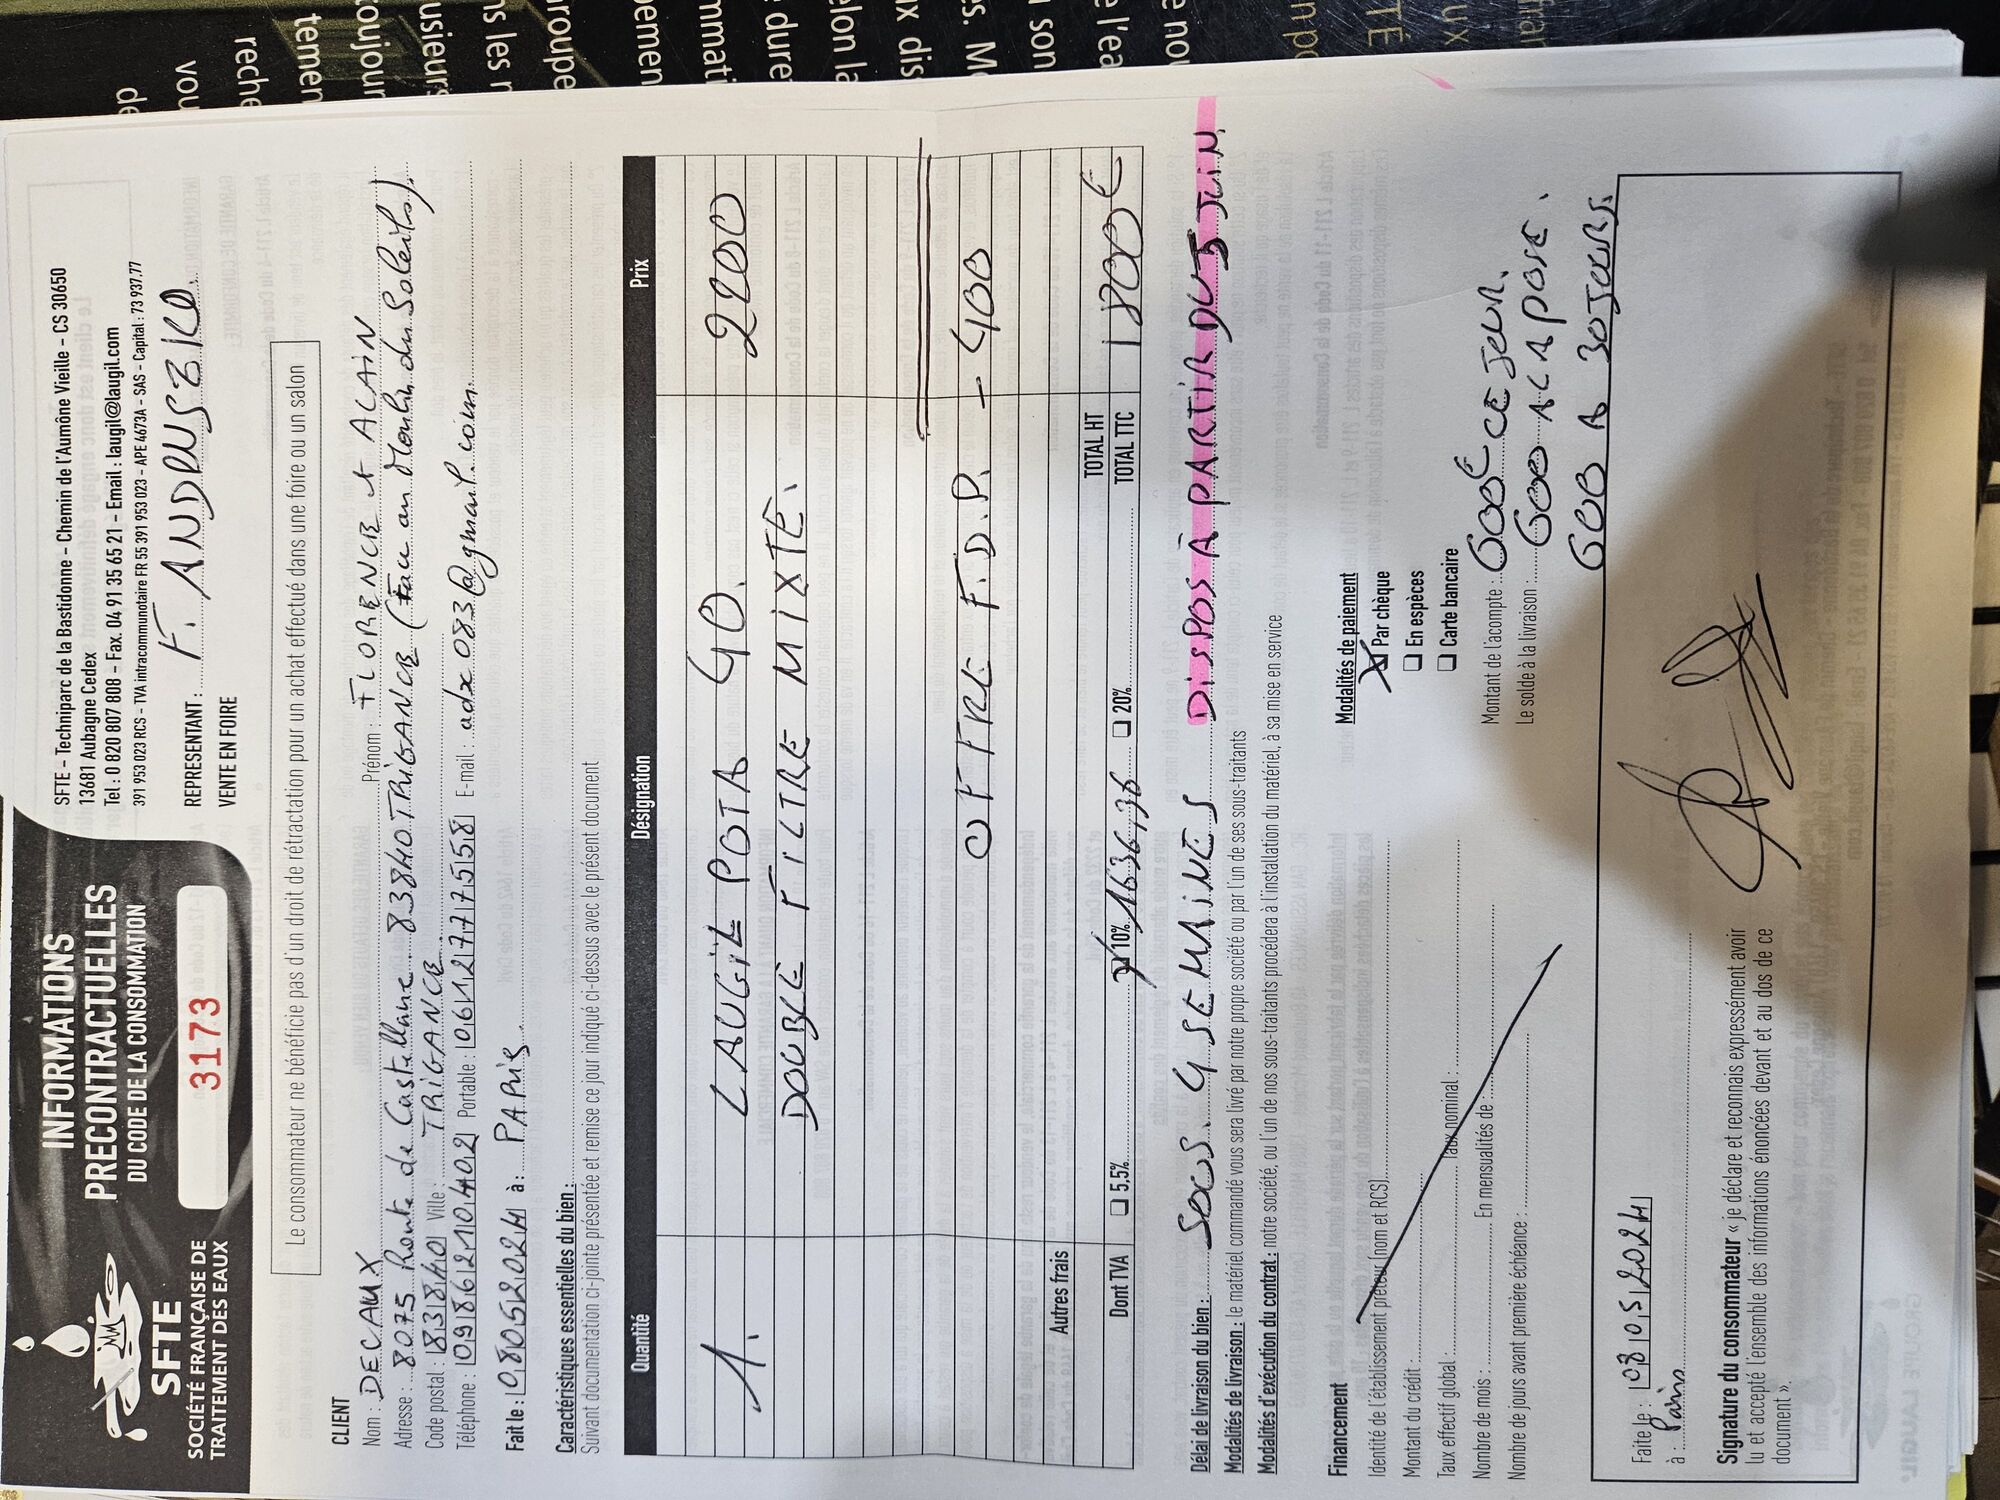 INFORMATIONS
PRECONTRACTUELLES
DU CODE DE LA CONSOMMATION
SFTE
SOCIÉTÉ FRANÇAISE DE
TRAITEMENT DES EAUX
3173
SFTE – Techniparc de la Bastidonne – Chemin de l'Aumône Vieille – CS 30650
13681 Aubagne Cedex
Tel : 0 820 807 808 – Fax. 04 91 35 65 21 – Email : laugil@laugil.com
391 953 023 RCS – TVA intracommunotaire FR 55 391 953 023 – APE 4673A – SAS – Capital : 73 937.77
REPRESENTANT : F. ANDRUSZKO.
VENTE EN FOIRE
Le consommateur ne bénéficie pas d'un droit de rétractation pour un achat effectué dans une foire ou un salon
CLIENT
Nom : DECAUX Prénom : FLORENCE et ALAIN
Adresse : 8075 Route de Castellane 83840 TRIGANCE (face au Moulin du Soleils)
Code postal : 83840 Ville : TRIGANCE
Téléphone : 0986210402 Portable : 0612777558 E-mail : adx083@gmail.com
Fait le : 08052024 à : PARIS
Caractéristiques essentielles du bien :
Suivant documentation ci-jointe présentée et remise ce jour indiqué ci-dessus avec le présent document
Quantité Désignation Prix
1. LAUGIL POTA 40. 2200
DOUBLE FILTRE MIXTE.
OFFRE F.D.P. – 400
Autres frais
TOTAL HT
Dont TVA 5.5% 10% 1636,36 20% TOTAL TTC 1800€
Délai de livraison du bien : SOUS 4 SEMAINES DISPOS À PARTIR DU 5 JUIN.
Modalités de livraison : le matériel commandé vous sera livré par notre propre société ou par l'un de ses sous-traitants
Modalités d'exécution du contrat : notre société, ou l'un de nos sous-traitants procédera à l'installation du matériel, à sa mise en service
Financement
Identité de l'établissement prêteur (nom et RCS)
Montant du crédit :
Taux effectif global : Taux nominal :
Nombre de mois : En mensualités de :
Nombre de jours avant première échéance :
Modalités de paiement
Par chèque
En espèces
Carte bancaire
Montant de l'acompte : 600€ CE JOUR.
Le solde à la livraison : 600 A LA POSE.
600 A 30 JOURS.
Faite le : 08052024
à : Paris
Signature du consommateur « je déclare et reconnais expressément avoir
lu et accepté l'ensemble des informations énoncées devant et au dos de ce
document ».